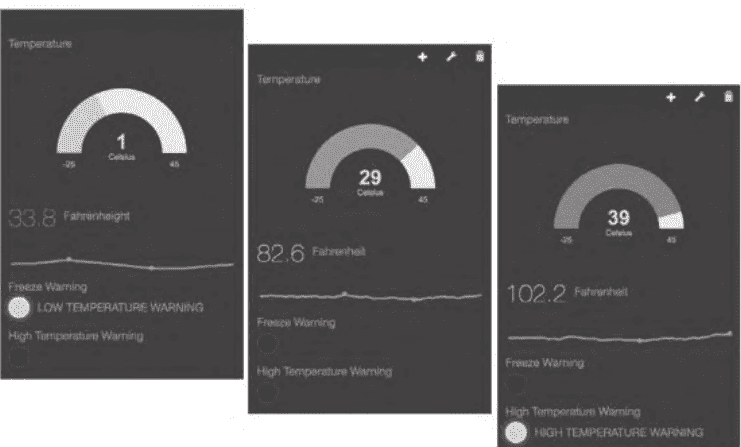 Temperature
1
Celsius
-25
45
33.8 Fahrenheight
Freeze Warning
LOW TEMPERATURE WARNING
High Temperature Warning
Temperature
29
Celsius
-25
45
82.6 Fahrenheit
Freeze Warning
High Temperature Warning
Temperature
39
Celsius
-25
45
102.2 Fahrenheit
Freeze Warning
High Temperature Warning
HIGH TEMPERATURE WARNING